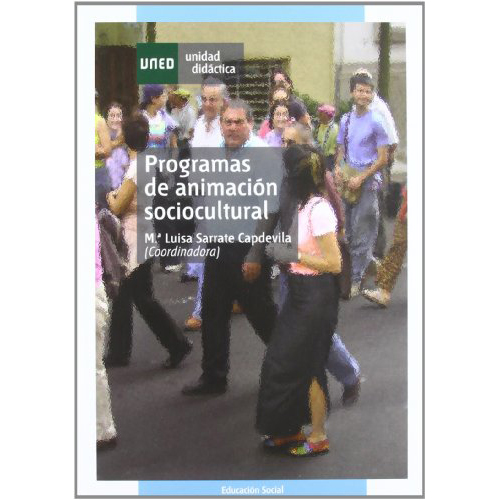 UNED
unidad
didáctica
Programas
de animación
sociocultural
M.ª Luisa Sarrate Capdevila
(Coordinadora)
Educación Social